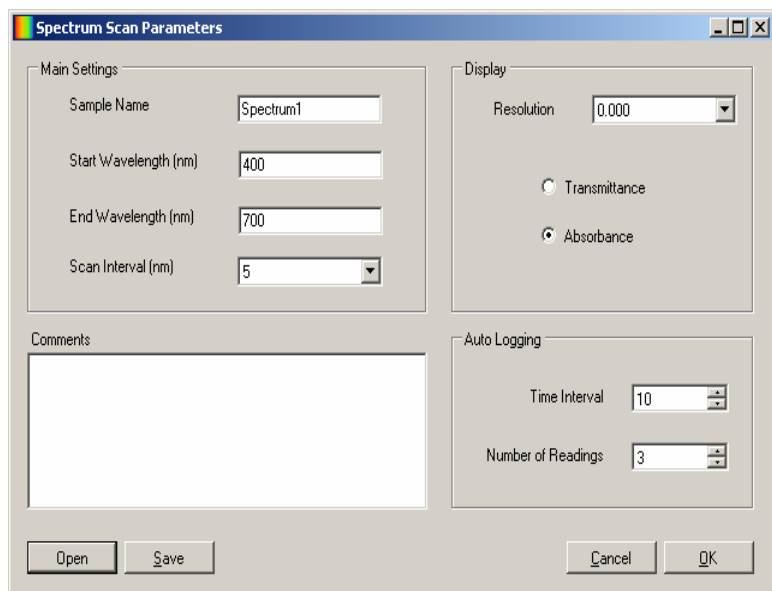 Spectrum Scan Parameters
Main Settings
Sample Name
Spectrum1
Start Wavelength (nm)
400
End Wavelength (nm)
700
Scan Interval (nm)
5
Display
Resolution
0.000
Transmittance
Absorbance
Comments
Auto Logging
Time Interval
10
Number of Readings
3
Open
Save
Cancel
OK